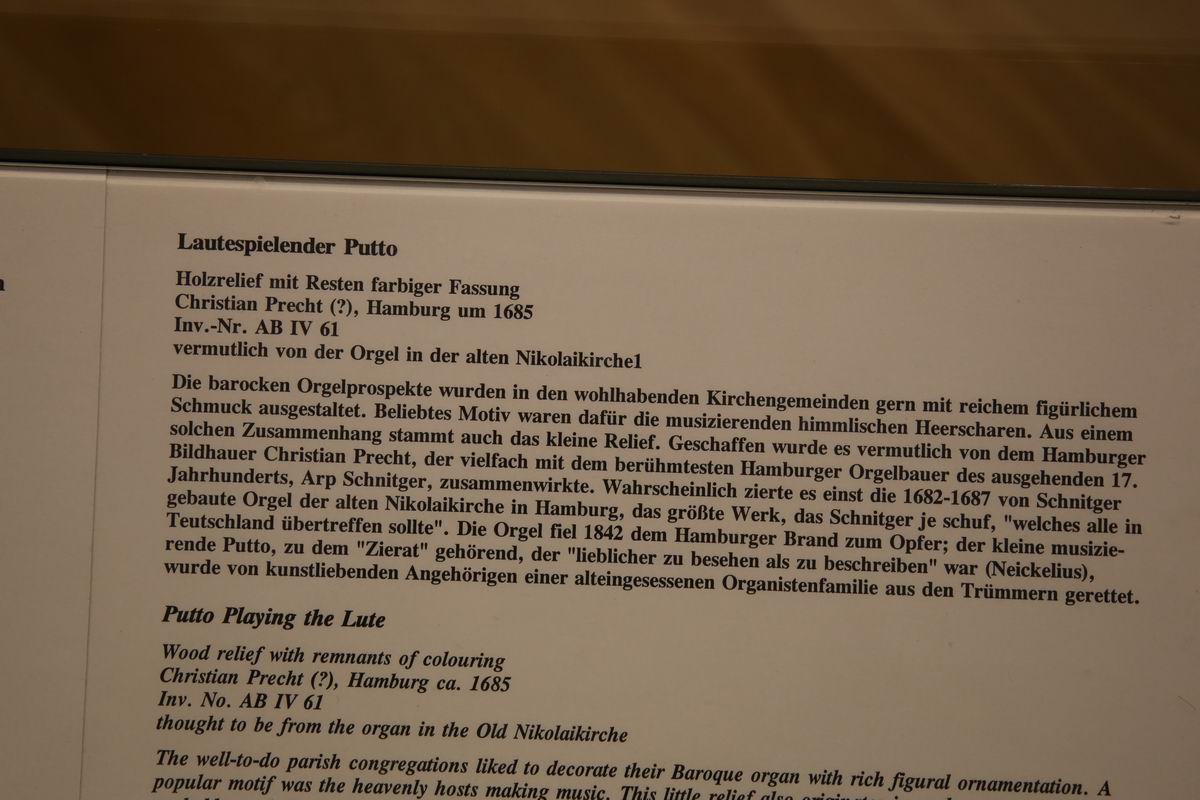 Lautespielender Putto
Holzrelief mit Resten farbiger Fassung
Christian Precht (?), Hamburg um 1685
Inv.-Nr. AB IV 61
vermutlich von der Orgel in der alten Nikolaikirche1
Die barocken Orgelprospekte wurden in den wohlhabenden Kirchengemeinden gern mit reichem figürlichem
Schmuck ausgestaltet. Beliebtes Motiv waren dafür die musizierenden himmlischen Heerscharen. Aus einem
solchen Zusammenhang stammt auch das kleine Relief. Geschaffen wurde es vermutlich von dem Hamburger
Bildhauer Christian Precht, der vielfach mit dem berühmtesten Hamburger Orgelbauer des ausgehenden 17.
Jahrhunderts, Arp Schnitger, zusammenwirkte. Wahrscheinlich zierte es einst die 1682-1687 von Schnitger
gebaute Orgel der alten Nikolaikirche in Hamburg, das größte Werk, das Schnitger je schuf, "welches alle in
Teutschland übertreffen sollte". Die Orgel fiel 1842 dem Hamburger Brand zum Opfer; der kleine musizie-
rende Putto, zu dem "Zierat" gehörend, der "lieblicher zu besehen als zu beschreiben" war (Neickelius),
wurde von kunstliebenden Angehörigen einer alteingesessenen Organistenfamilie aus den Trümmern gerettet.
Putto Playing the Lute
Wood relief with remnants of colouring
Christian Precht (?), Hamburg ca. 1685
Inv. No. AB IV 61
thought to be from the organ in the Old Nikolaikirche
The well-to-do parish congregations liked to decorate their Baroque organ with rich figural ornamentation. A
popular motif was the heavenly hosts making music. This little relief also